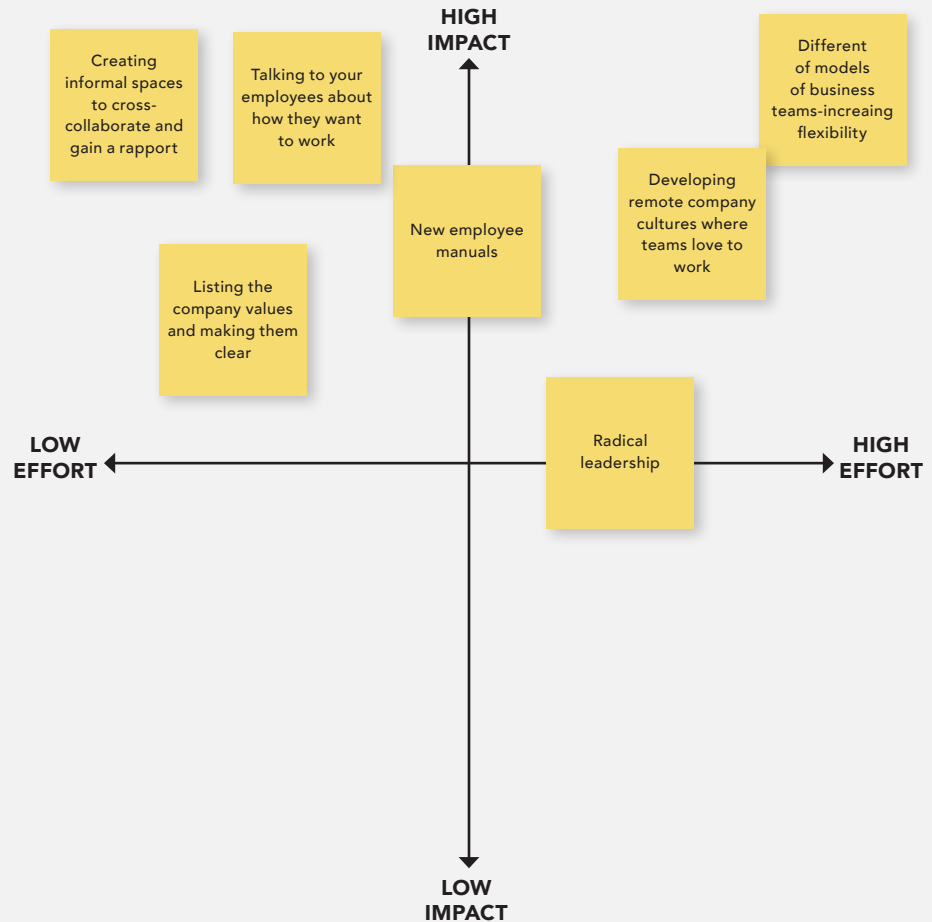 HIGH
IMPACT
Creating
informal spaces
to cross-
collaborate and
gain a rapport
Talking to your
employees about
how they want
to work
Different
of models
of business
teams-increaing
flexibility
Developing
remote company
cultures where
teams love to
work
New employee
manuals
Listing the
company values
and making them
clear
LOW
EFFORT
Radical
leadership
HIGH
EFFORT
LOW
IMPACT